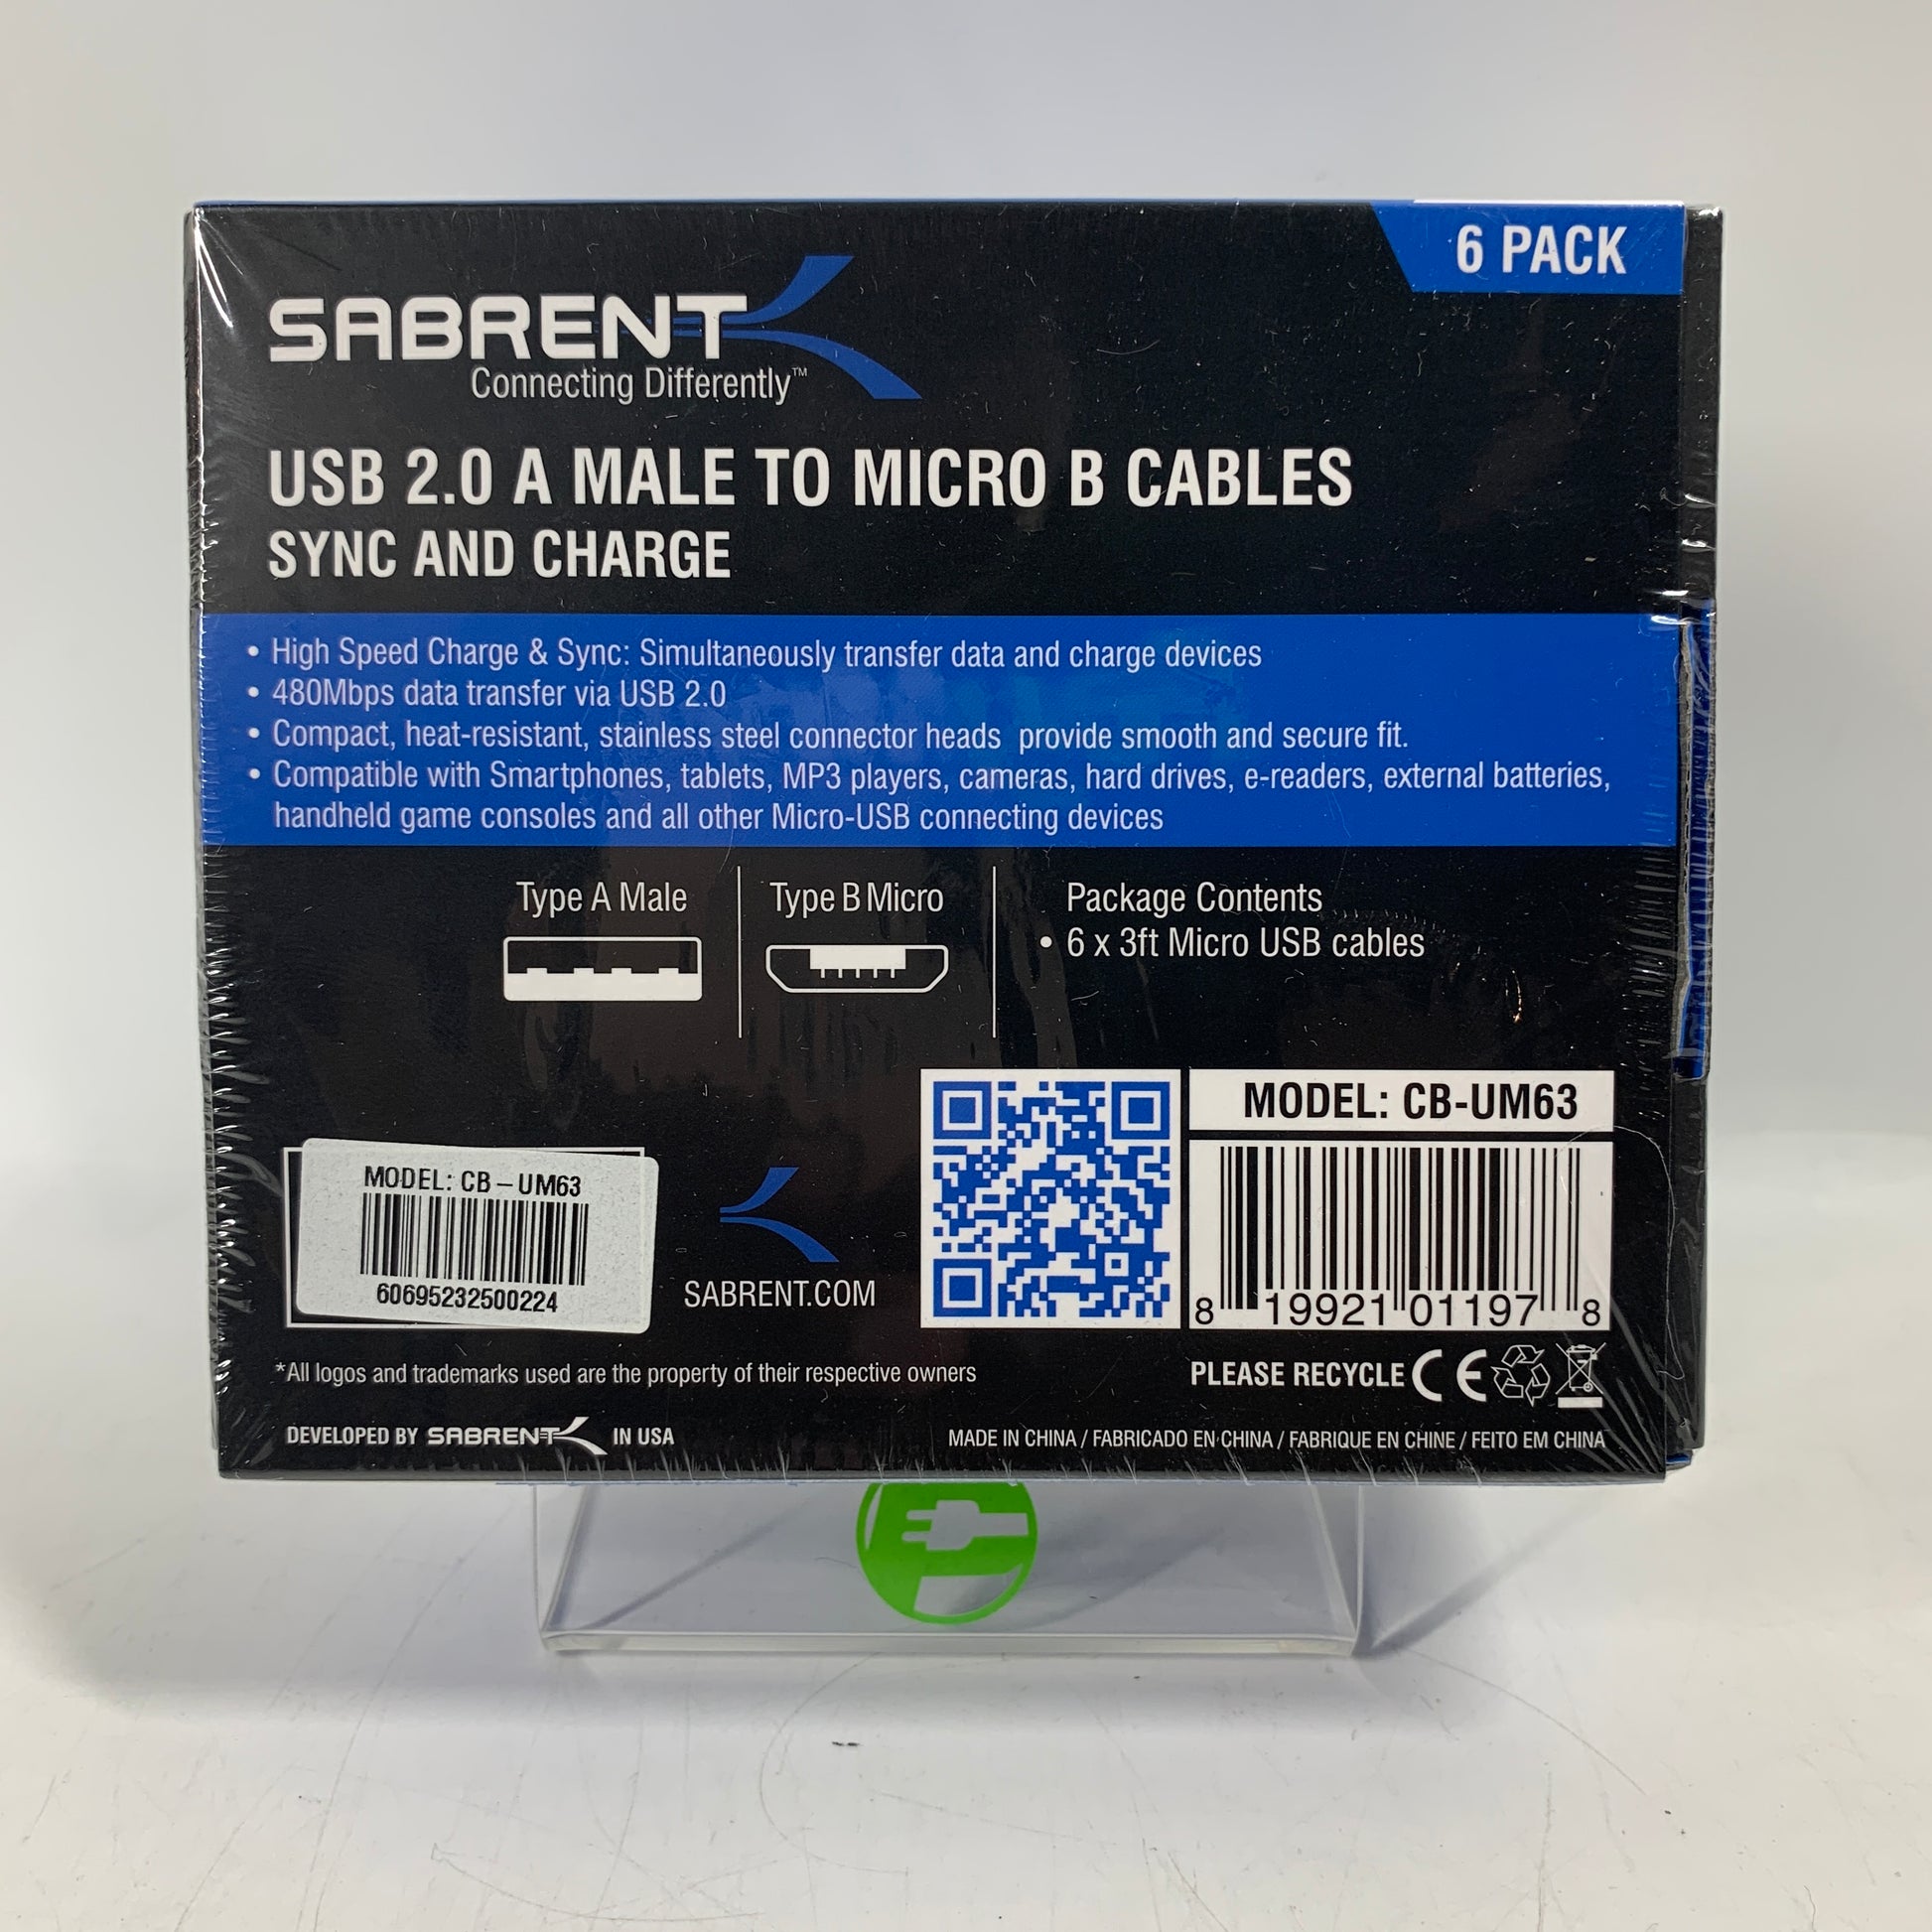 6 PACK
SABRENT
Connecting Differently™
USB 2.0 A MALE TO MICRO B CABLES
SYNC AND CHARGE
• High Speed Charge & Sync: Simultaneously transfer data and charge devices
• 480Mbps data transfer via USB 2.0
• Compact, heat-resistant, stainless steel connector heads provide smooth and secure fit.
• Compatible with Smartphones, tablets, MP3 players, cameras, hard drives, e-readers, external batteries,
handheld game consoles and all other Micro-USB connecting devices
Type A Male
Type B Micro
Package Contents
• 6 x 3ft Micro USB cables
MODEL: CB-UM63
8 19921 01197 8
MODEL: CB – UM63
60695232500224
SABRENT.COM
*All logos and trademarks used are the property of their respective owners
PLEASE RECYCLE CE
DEVELOPED BY SABRENT IN USA
MADE IN CHINA / FABRICADO EN CHINA / FABRIQUE EN CHINE / FEITO EM CHINA